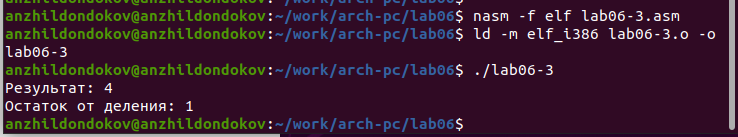 anzhildondokov@anzhildondokov:~/work/arch-pc/lab06$ nasm -f elf lab06-3.asm
anzhildondokov@anzhildondokov:~/work/arch-pc/lab06$ ld -m elf_i386 lab06-3.o -o
lab06-3
anzhildondokov@anzhildondokov:~/work/arch-pc/lab06$ ./lab06-3
Результат: 4
Остаток от деления: 1
anzhildondokov@anzhildondokov:~/work/arch-pc/lab06$